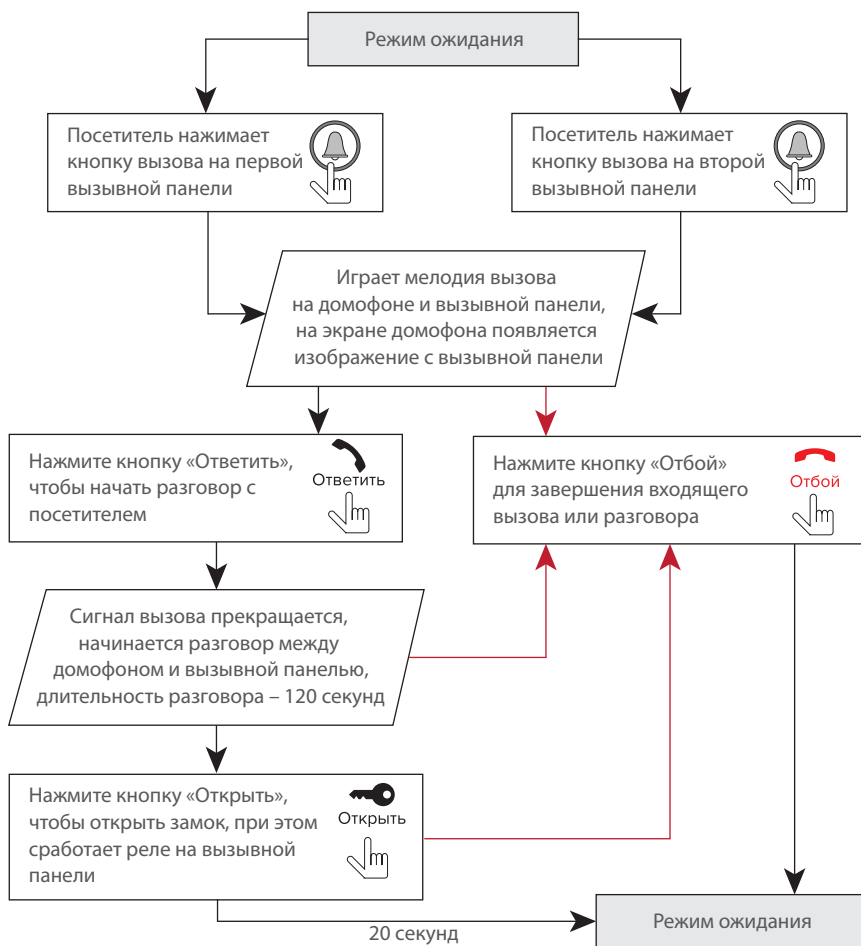 Режим ожидания
Посетитель нажимает
кнопку вызова на первой
вызывной панели
Посетитель нажимает
кнопку вызова на второй
вызывной панели
Играет мелодия вызова
на домофоне и вызывной панели,
на экране домофона появляется
изображение с вызывной панели
Нажмите кнопку «Ответить»,
чтобы начать разговор с
посетителем
Ответить
Нажмите кнопку «Отбой»
для завершения входящего
вызова или разговора
Отбой
Сигнал вызова прекращается,
начинается разговор между
домофоном и вызывной панелью,
длительность разговора – 120 секунд
Нажмите кнопку «Открыть»,
чтобы открыть замок, при этом
сработает реле на вызывной
панели
Открыть
20 секунд
Режим ожидания